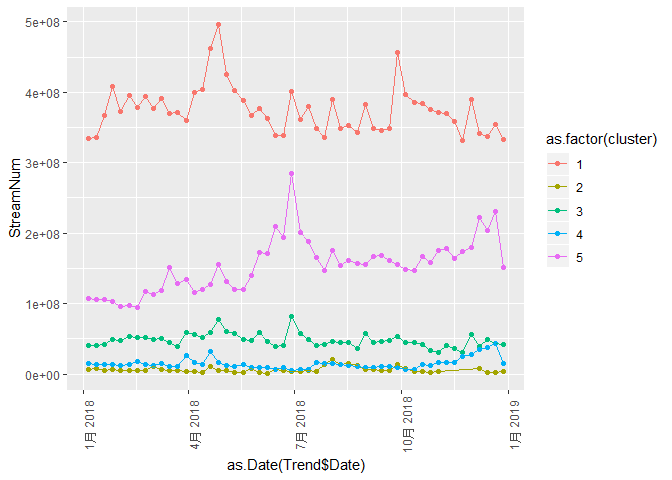 5e+08
4e+08
3e+08
2e+08
1e+08
0e+00
StreamNum
1月 2018
4月 2018
7月 2018
10月 2018
1月 2019
as.Date(Trend$Date)
as.factor(cluster)
1
2
3
4
5